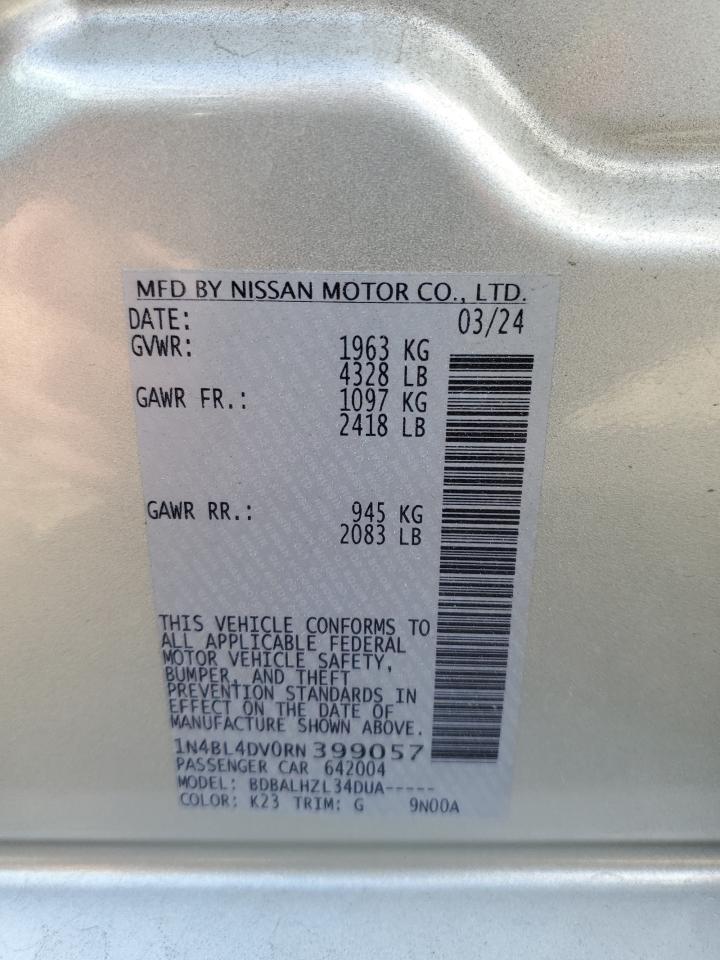 MFD BY NISSAN MOTOR CO., LTD.
DATE: 03/24
GVWR: 1963 KG
4328 LB
GAWR FR.: 1097 KG
2418 LB
GAWR RR.: 945 KG
2083 LB
THIS VEHICLE CONFORMS TO
ALL APPLICABLE FEDERAL
MOTOR VEHICLE SAFETY,
BUMPER, AND THEFT
PREVENTION STANDARDS IN
EFFECT ON THE DATE OF
MANUFACTURE SHOWN ABOVE.
1N4BL4DV0RN399057
PASSENGER CAR 642004
MODEL: BDBALHZL34DUA-----
COLOR: K23 TRIM: G 9N00A